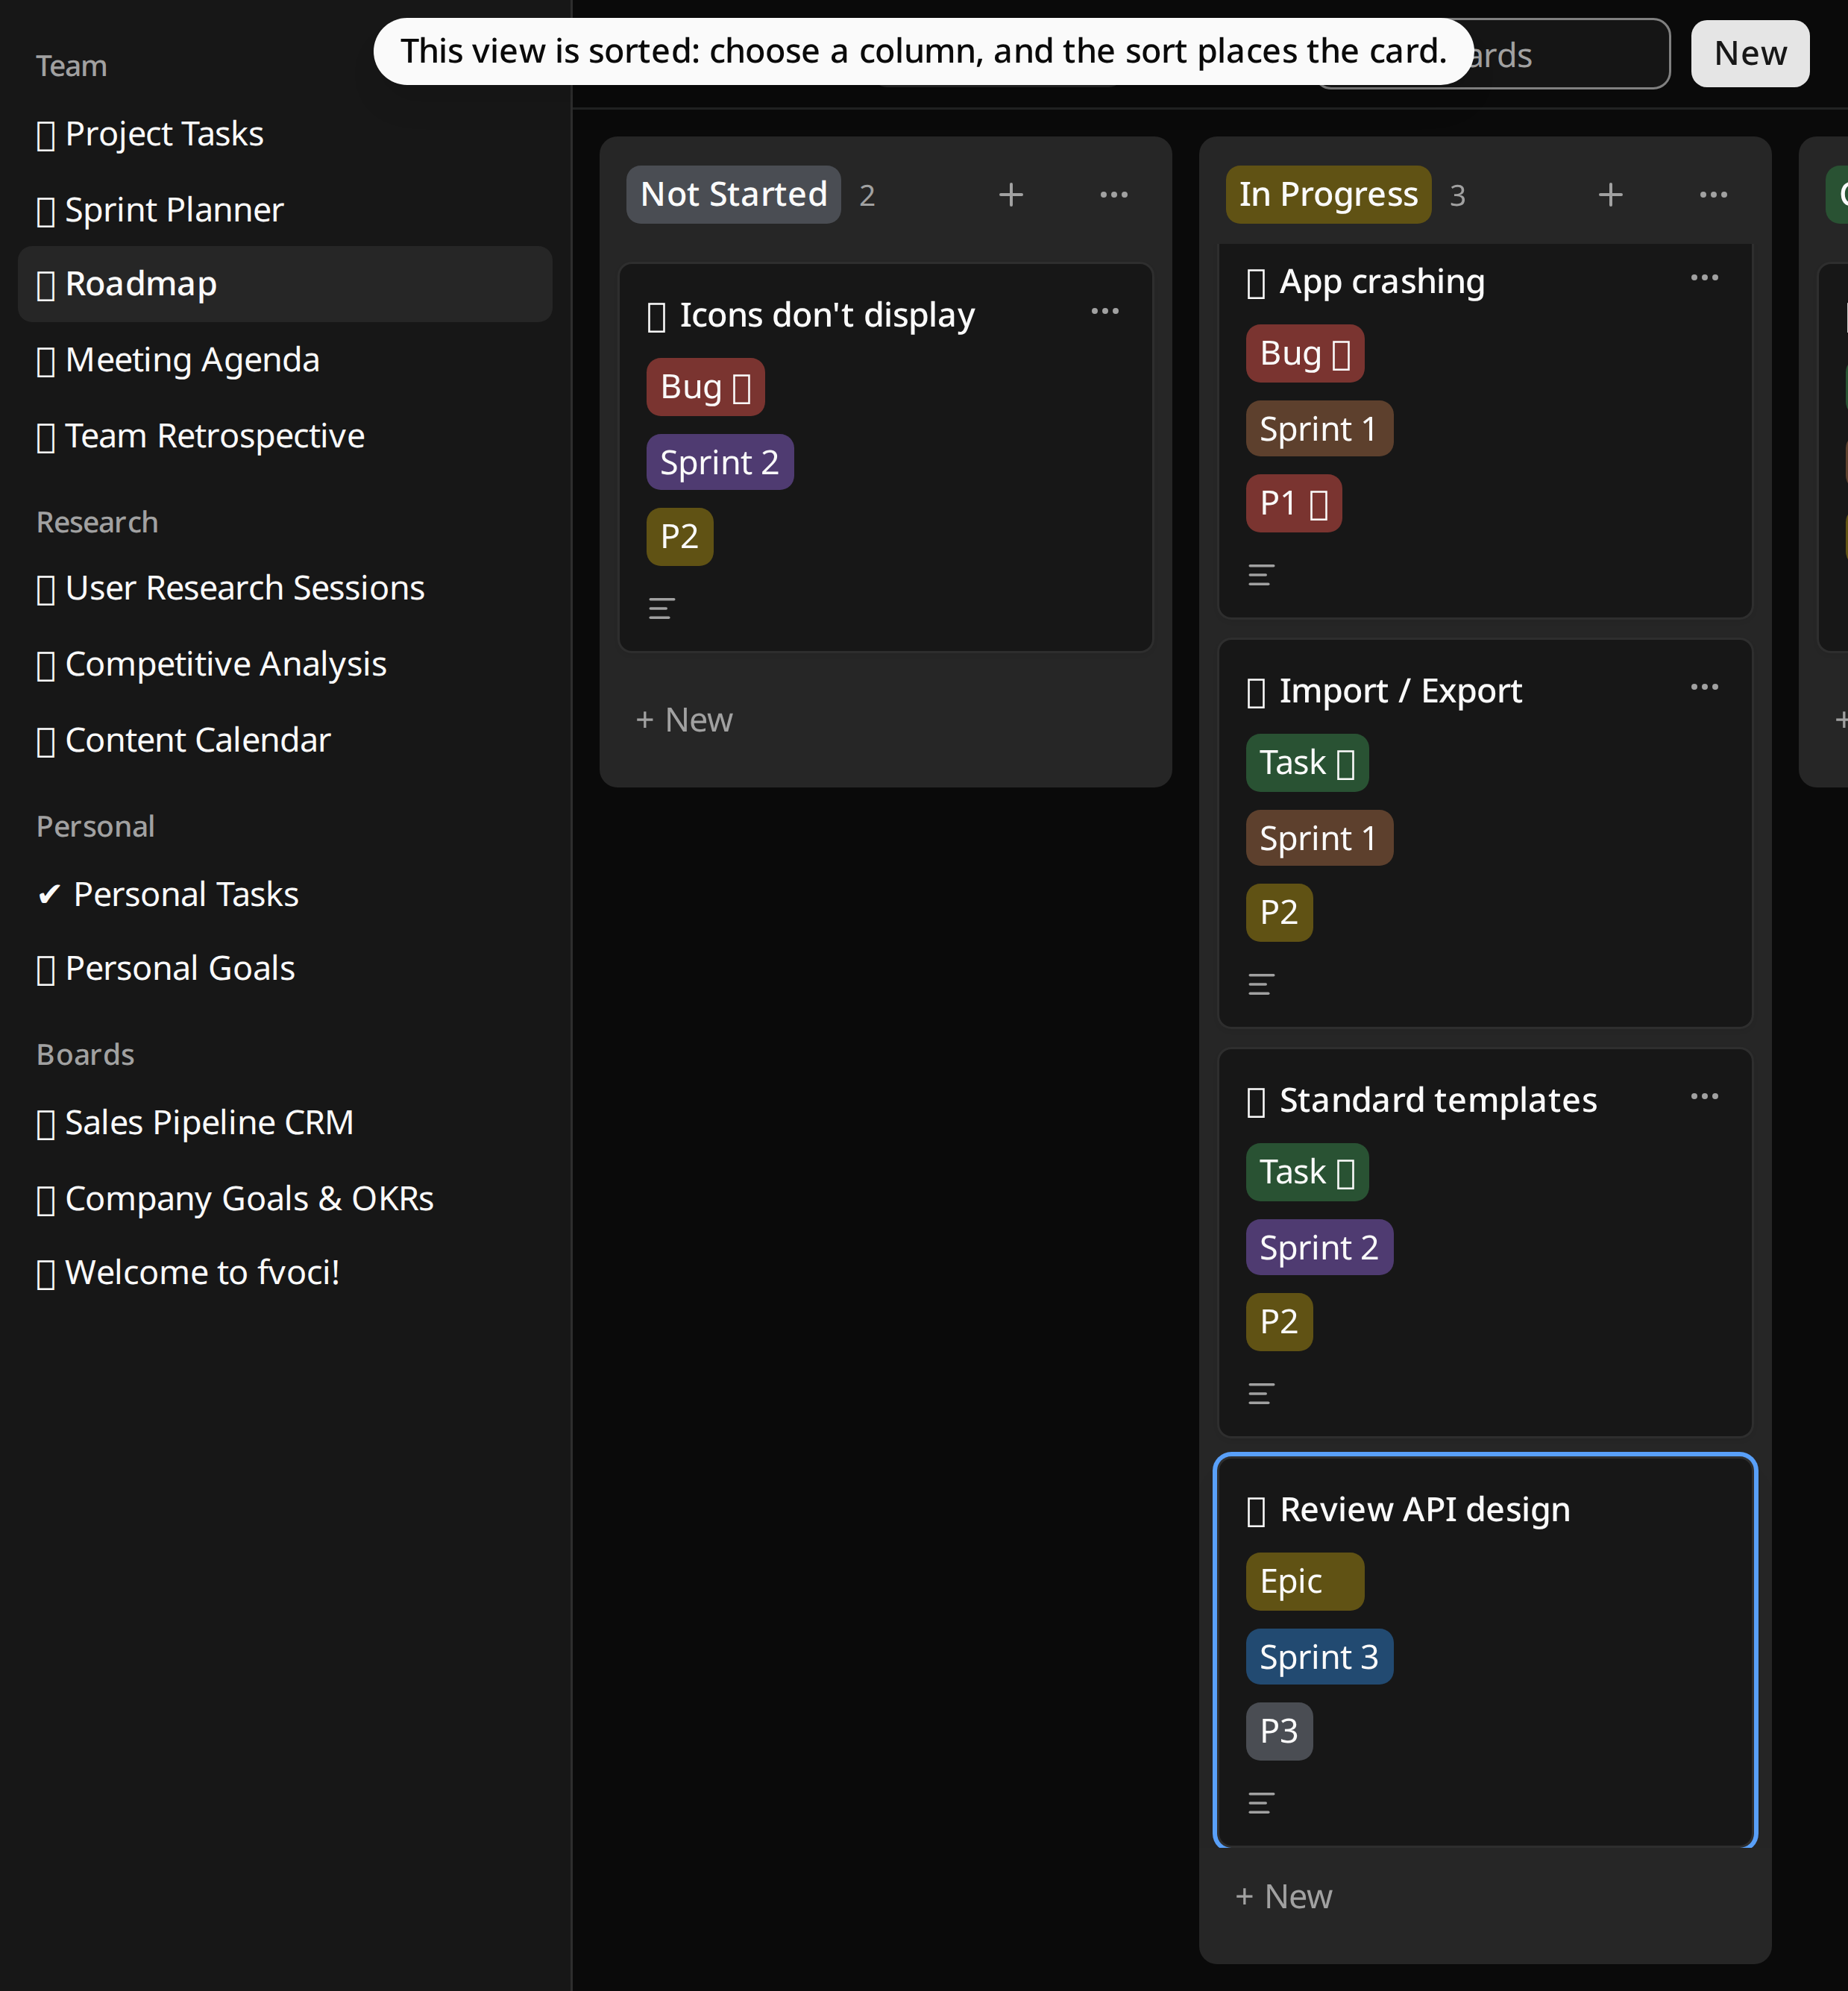 This view is sorted: choose a column, and the sort places the card.
New
Team
Project Tasks
Sprint Planner
Roadmap
Meeting Agenda
Team Retrospective
Research
User Research Sessions
Competitive Analysis
Content Calendar
Personal
✔ Personal Tasks
Personal Goals
Boards
Sales Pipeline CRM
Company Goals & OKRs
Welcome to fvoci!
Not Started 2
Icons don't display
Bug
Sprint 2
P2
+ New
In Progress 3
App crashing
Bug
Sprint 1
P1
Import / Export
Task
Sprint 1
P2
Standard templates
Task
Sprint 2
P2
Review API design
Epic
Sprint 3
P3
+ New